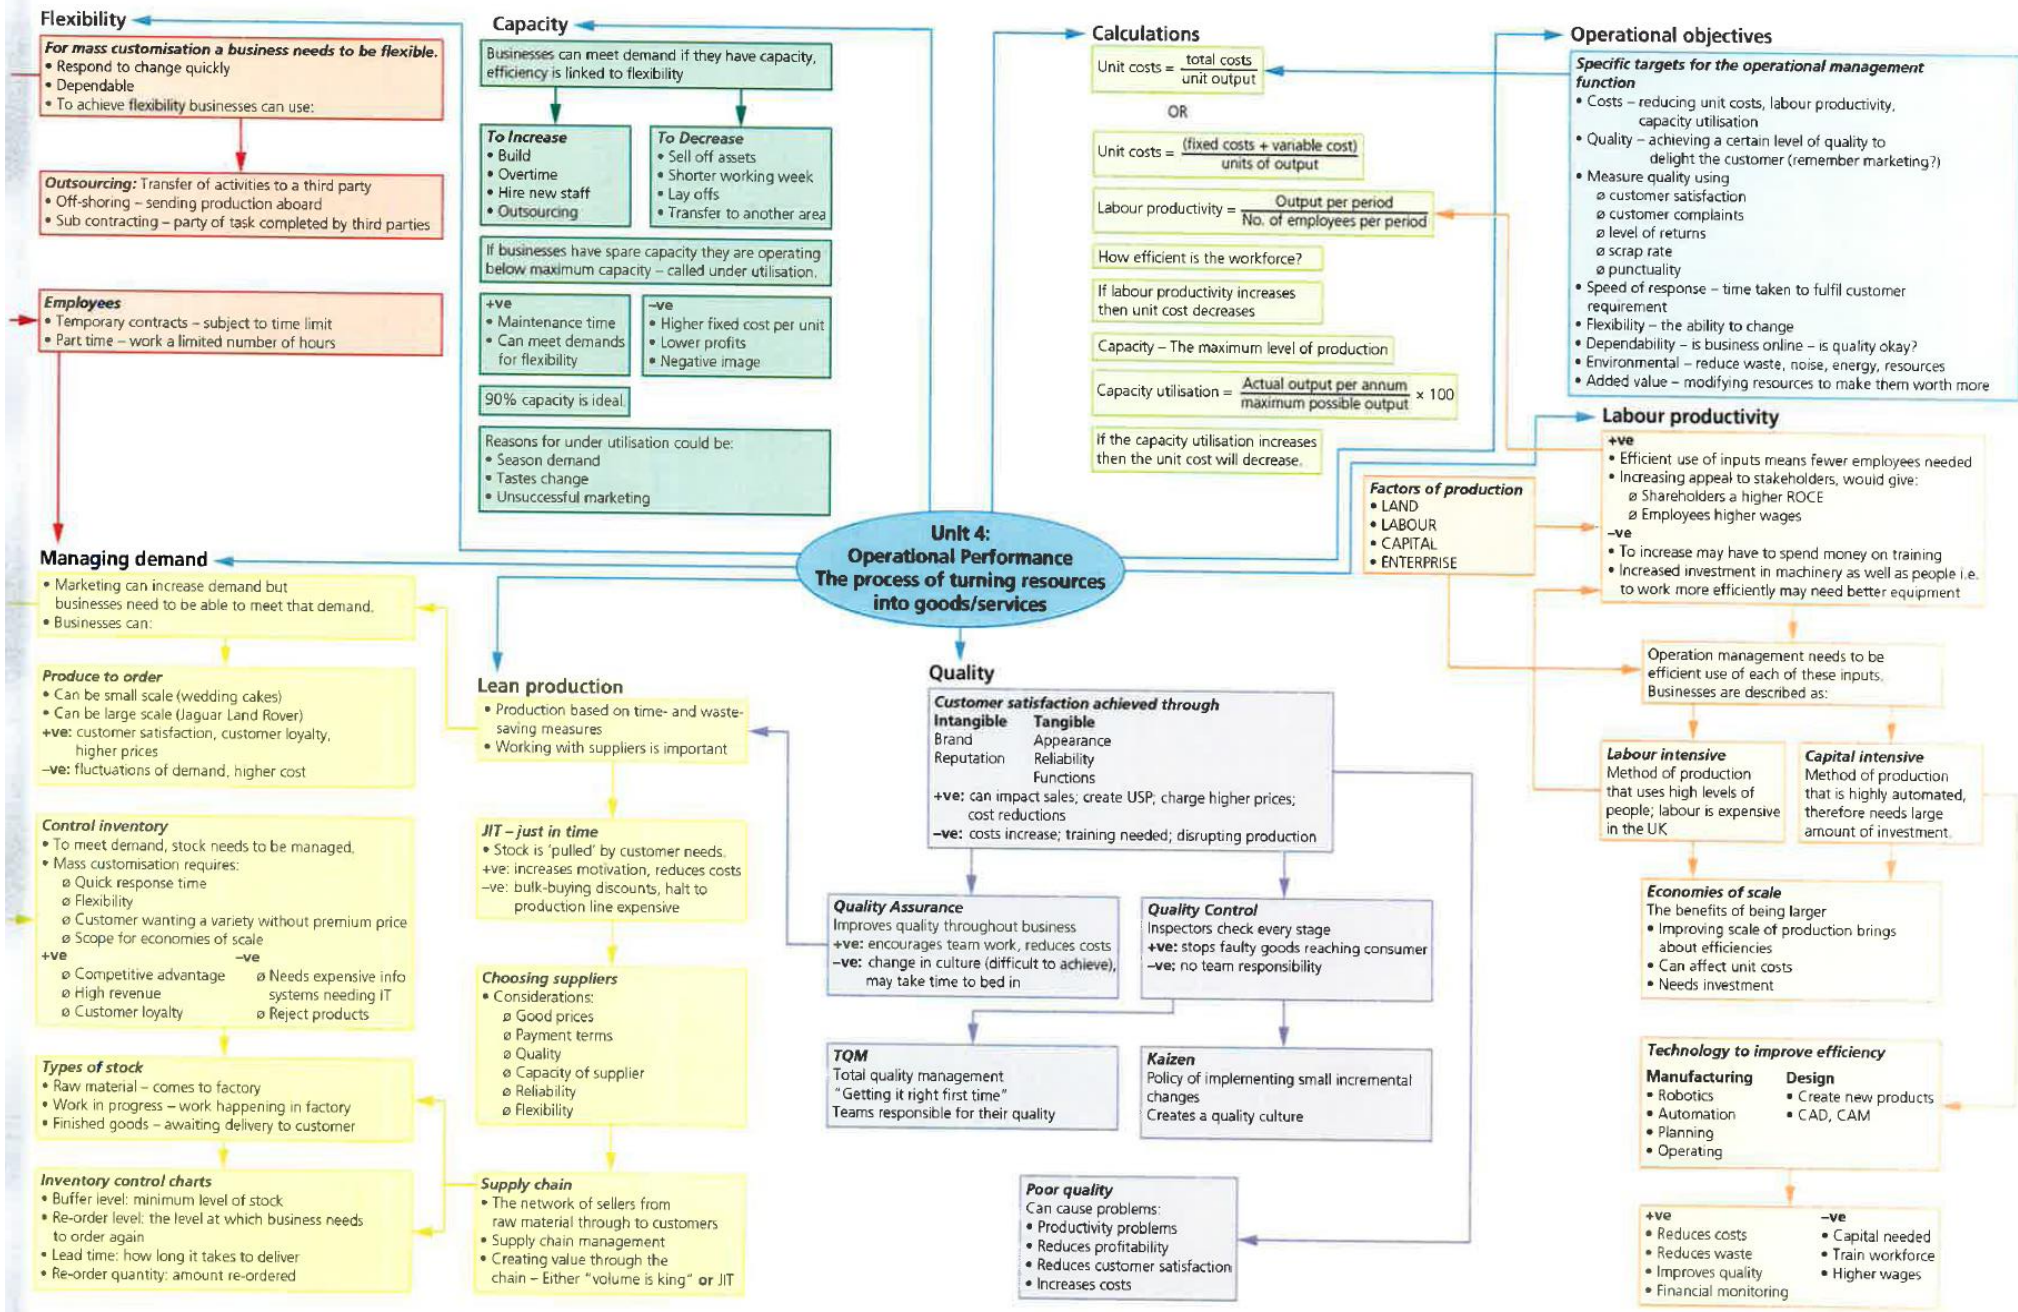 Flexibility
For mass customisation a business needs to be flexible.
• Respond to change quickly
• Dependable
• To achieve flexibility businesses can use:
Outsourcing: Transfer of activities to a third party
• Off-shoring – sending production aboard
• Sub contracting – party of task completed by third parties
Employees
• Temporary contracts – subject to time limit
• Part time – work a limited number of hours
Capacity
Businesses can meet demand if they have capacity,
efficiency is linked to flexibility
To Increase
• Build
• Overtime
• Hire new staff
• Outsourcing
To Decrease
• Sell off assets
• Shorter working week
• Lay offs
• Transfer to another area
If businesses have spare capacity they are operating
below maximum capacity – called under utilisation.
+ve
• Maintenance time
• Can meet demands
for flexibility
–ve
• Higher fixed cost per unit
• Lower profits
• Negative image
90% capacity is ideal.
Reasons for under utilisation could be:
• Season demand
• Tastes change
• Unsuccessful marketing
Calculations
Unit costs = total costs
unit output
OR
Unit costs = (fixed costs + variable cost)
units of output
Labour productivity = Output per period
No. of employees per period
How efficient is the workforce?
If labour productivity increases
then unit cost decreases
Capacity – The maximum level of production
Capacity utilisation = Actual output per annum × 100
maximum possible output
If the capacity utilisation increases
then the unit cost will decrease.
Operational objectives
Specific targets for the operational management
function
• Costs – reducing unit costs, labour productivity,
capacity utilisation
• Quality – achieving a certain level of quality to
delight the customer (remember marketing?)
• Measure quality using
ø customer satisfaction
ø customer complaints
ø level of returns
ø scrap rate
ø punctuality
• Speed of response – time taken to fulfil customer
requirement
• Flexibility – the ability to change
• Dependability – is business online – is quality okay?
• Environmental – reduce waste, noise, energy, resources
• Added value – modifying resources to make them worth more
Labour productivity
+ve
• Efficient use of inputs means fewer employees needed
• Increasing appeal to stakeholders, would give:
ø Shareholders a higher ROCE
ø Employees higher wages
–ve
• To increase may have to spend money on training
• Increased investment in machinery as well as people i.e.
to work more efficiently may need better equipment
Factors of production
• LAND
• LABOUR
• CAPITAL
• ENTERPRISE
Operation management needs to be
efficient use of each of these inputs.
Businesses are described as:
Labour intensive
Method of production
that uses high levels of
people; labour is expensive
in the UK
Capital intensive
Method of production
that is highly automated,
therefore needs large
amount of investment.
Economies of scale
The benefits of being larger
• Improving scale of production brings
about efficiencies
• Can affect unit costs
• Needs investment
Technology to improve efficiency
Manufacturing
• Robotics
• Automation
• Planning
• Operating
Design
• Create new products
• CAD, CAM
+ve
• Reduces costs
• Reduces waste
• Improves quality
• Financial monitoring
–ve
• Capital needed
• Train workforce
• Higher wages
Unit 4:
Operational Performance
The process of turning resources
into goods/services
Managing demand
• Marketing can increase demand but
businesses need to be able to meet that demand.
• Businesses can:
Produce to order
• Can be small scale (wedding cakes)
• Can be large scale (Jaguar Land Rover)
+ve: customer satisfaction, customer loyalty,
higher prices
–ve: fluctuations of demand, higher cost
Control inventory
• To meet demand, stock needs to be managed.
• Mass customisation requires:
ø Quick response time
ø Flexibility
ø Customer wanting a variety without premium price
ø Scope for economies of scale
+ve
ø Competitive advantage
ø High revenue
ø Customer loyalty
–ve
ø Needs expensive info
systems needing IT
ø Reject products
Types of stock
• Raw material – comes to factory
• Work in progress – work happening in factory
• Finished goods – awaiting delivery to customer
Inventory control charts
• Buffer level: minimum level of stock
• Re-order level: the level at which business needs
to order again
• Lead time: how long it takes to deliver
• Re-order quantity: amount re-ordered
Lean production
• Production based on time- and waste-
saving measures
• Working with suppliers is important
JIT – just in time
• Stock is ‘pulled’ by customer needs.
+ve: increases motivation, reduces costs
–ve: bulk-buying discounts, halt to
production line expensive
Choosing suppliers
• Considerations:
ø Good prices
ø Payment terms
ø Quality
ø Capacity of supplier
ø Reliability
ø Flexibility
Supply chain
• The network of sellers from
raw material through to customers
• Supply chain management
• Creating value through the
chain – Either “volume is king” or JIT
Quality
Customer satisfaction achieved through
Intangible
Brand
Reputation
Tangible
Appearance
Reliability
Functions
+ve: can impact sales; create USP; charge higher prices;
cost reductions
–ve: costs increase; training needed; disrupting production
Quality Assurance
Improves quality throughout business
+ve: encourages team work, reduces costs
–ve: change in culture (difficult to achieve),
may take time to bed in
Quality Control
Inspectors check every stage
+ve: stops faulty goods reaching consumer
–ve: no team responsibility
TQM
Total quality management
“Getting it right first time”
Teams responsible for their quality
Kaizen
Policy of implementing small incremental
changes
Creates a quality culture
Poor quality
Can cause problems:
• Productivity problems
• Reduces profitability
• Reduces customer satisfaction
• Increases costs